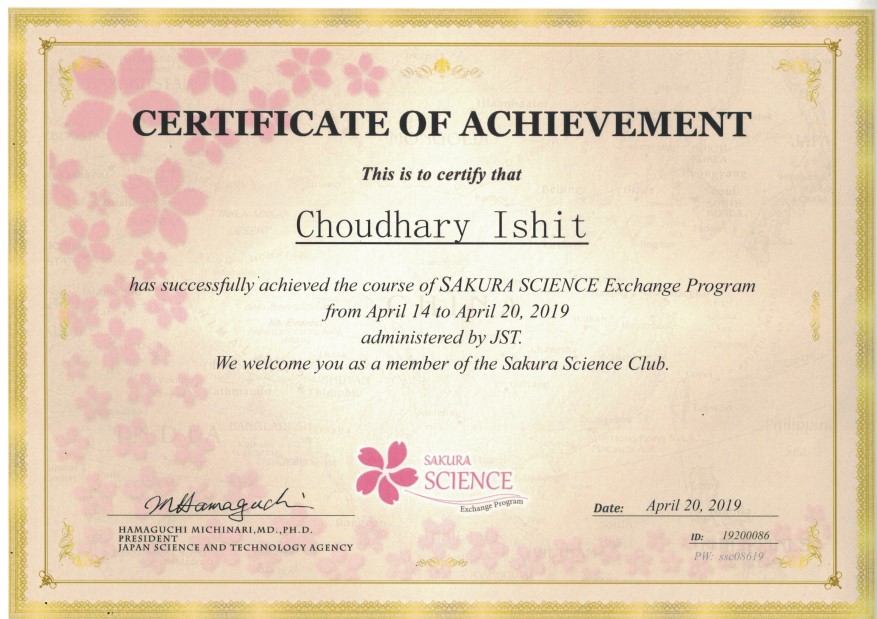 CERTIFICATE OF ACHIEVEMENT
This is to certify that
Choudhary Ishit
has successfully achieved the course of SAKURA SCIENCE Exchange Program
from April 14 to April 20, 2019
administered by JST.
We welcome you as a member of the Sakura Science Club.
SAKURA
SCIENCE
Exchange Program
MHamaguchi
HAMAGUCHI MICHINARI,MD.,PH.D.
PRESIDENT
JAPAN SCIENCE AND TECHNOLOGY AGENCY
Date: April 20, 2019
ID: 19200086
PW: ssc08619